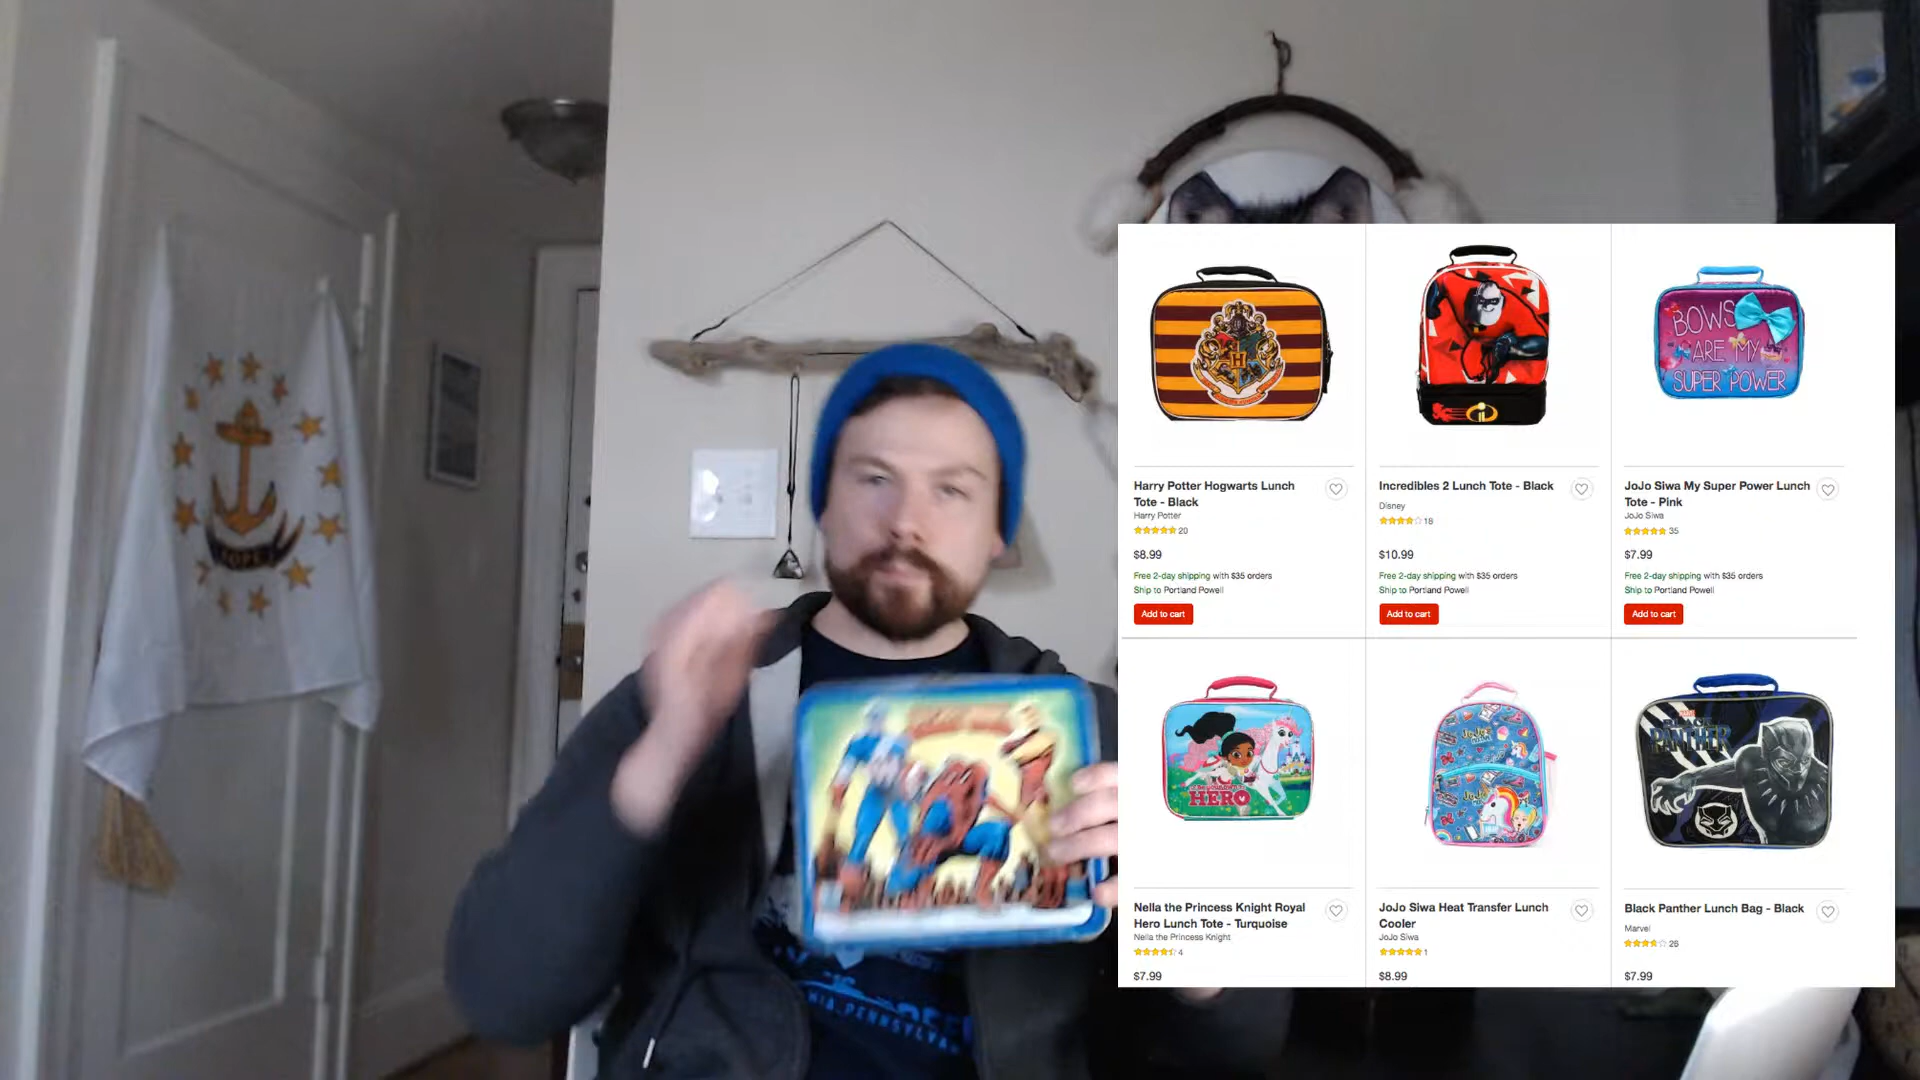 HOPE
BOWS
ARE MY
SUPER POWER
Harry Potter Hogwarts Lunch
Tote - Black
Harry Potter
20
$8.99
Free 2-day shipping with $35 orders
Ship to Portland Powell
Add to cart
Incredibles 2 Lunch Tote - Black
Disney
18
$10.99
Free 2-day shipping with $35 orders
Ship to Portland Powell
Add to cart
JoJo Siwa My Super Power Lunch
Tote - Pink
JoJo Siwa
35
$7.99
Free 2-day shipping with $35 orders
Ship to Portland Powell
Add to cart
HERO
JoJo
MARVEL
BLACK
PANTHER
Nella the Princess Knight Royal
Hero Lunch Tote - Turquoise
Nella the Princess Knight
4
$7.99
JoJo Siwa Heat Transfer Lunch
Cooler
JoJo Siwa
1
$8.99
Black Panther Lunch Bag - Black
Marvel
26
$7.99